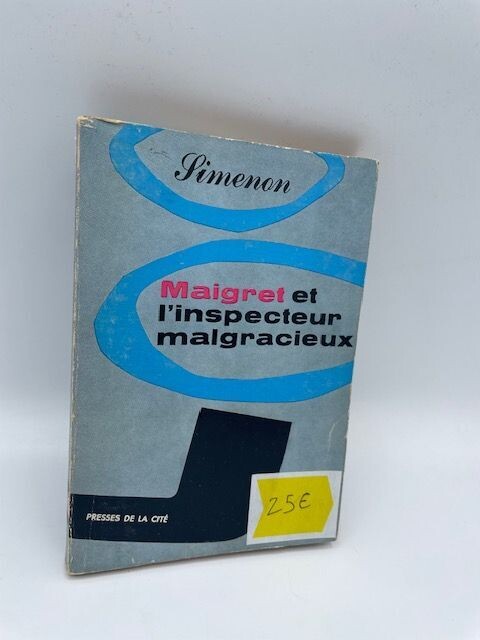 Simenon
Maigret et
l'inspecteur
malgracieux
PRESSES DE LA CITÉ
25€